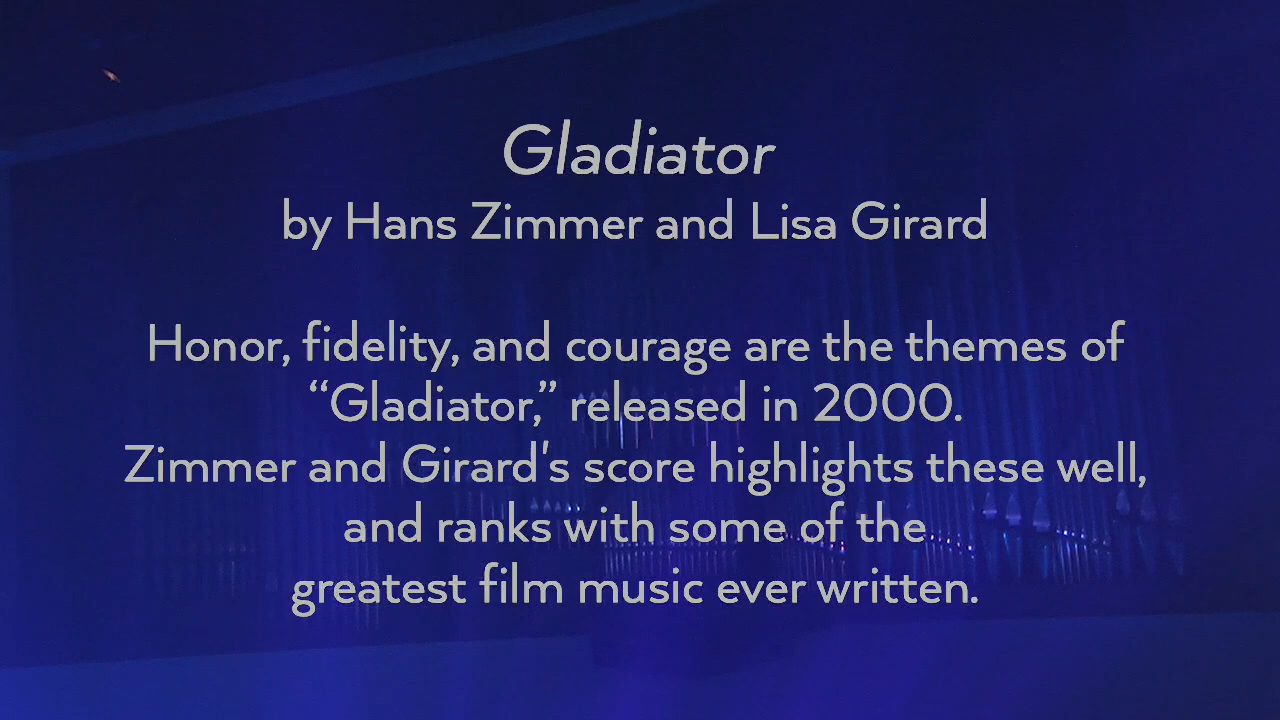 Gladiator
by Hans Zimmer and Lisa Girard
Honor, fidelity, and courage are the themes of
“Gladiator,” released in 2000.
Zimmer and Girard's score highlights these well,
and ranks with some of the
greatest film music ever written.